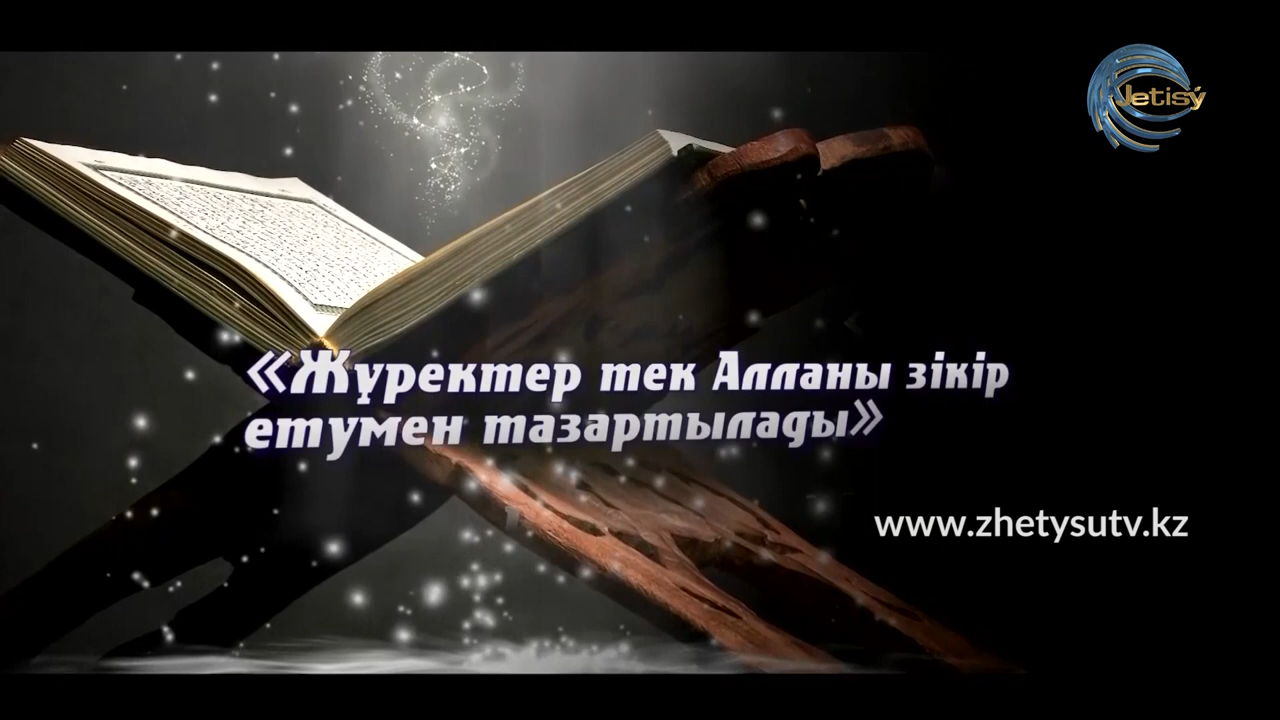 Jetisý
«Жүректер тек Алланы зікір
етумен тазартылады»
www.zhetysutv.kz